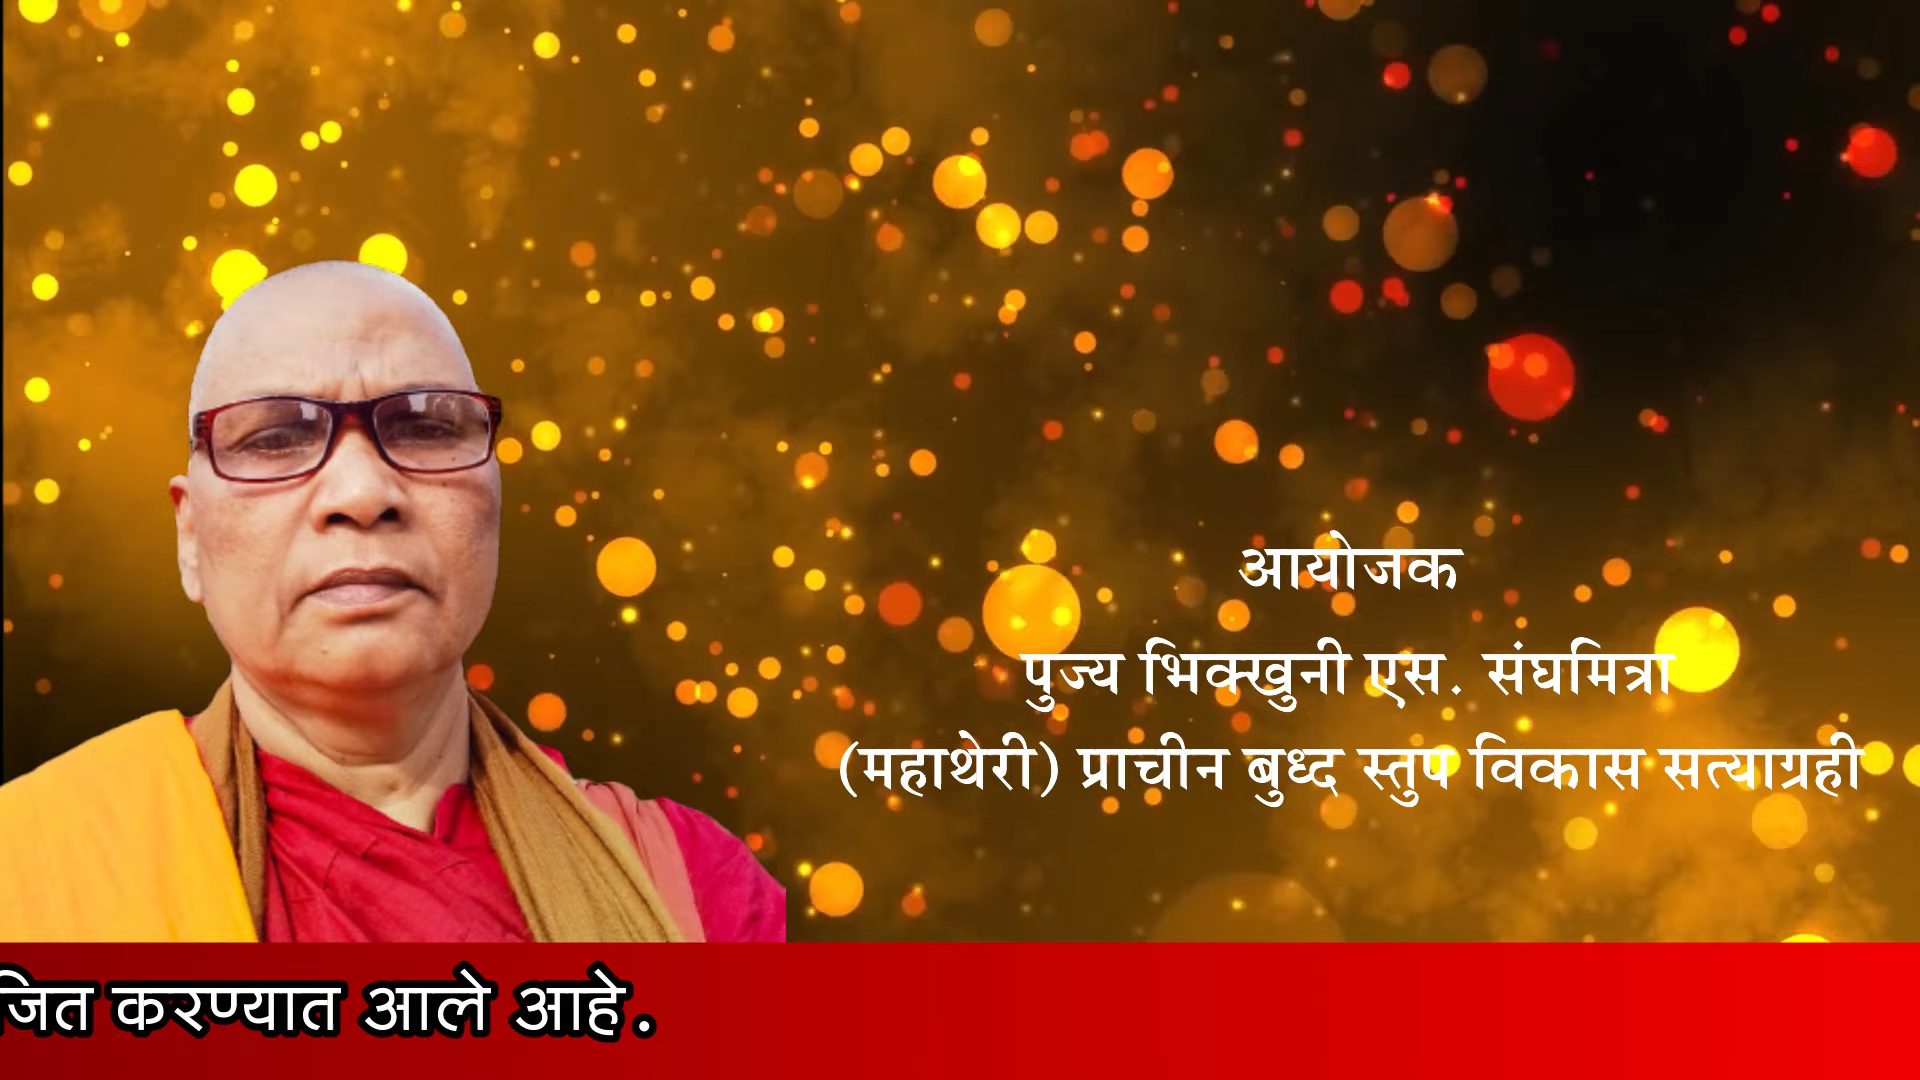 आयोजक
पुज्य भिक्खुनी एस. संघमित्रा
(महाथेरी) प्राचीन बुध्द स्तुप विकास सत्याग्रही
जित करण्यात आले आहे.